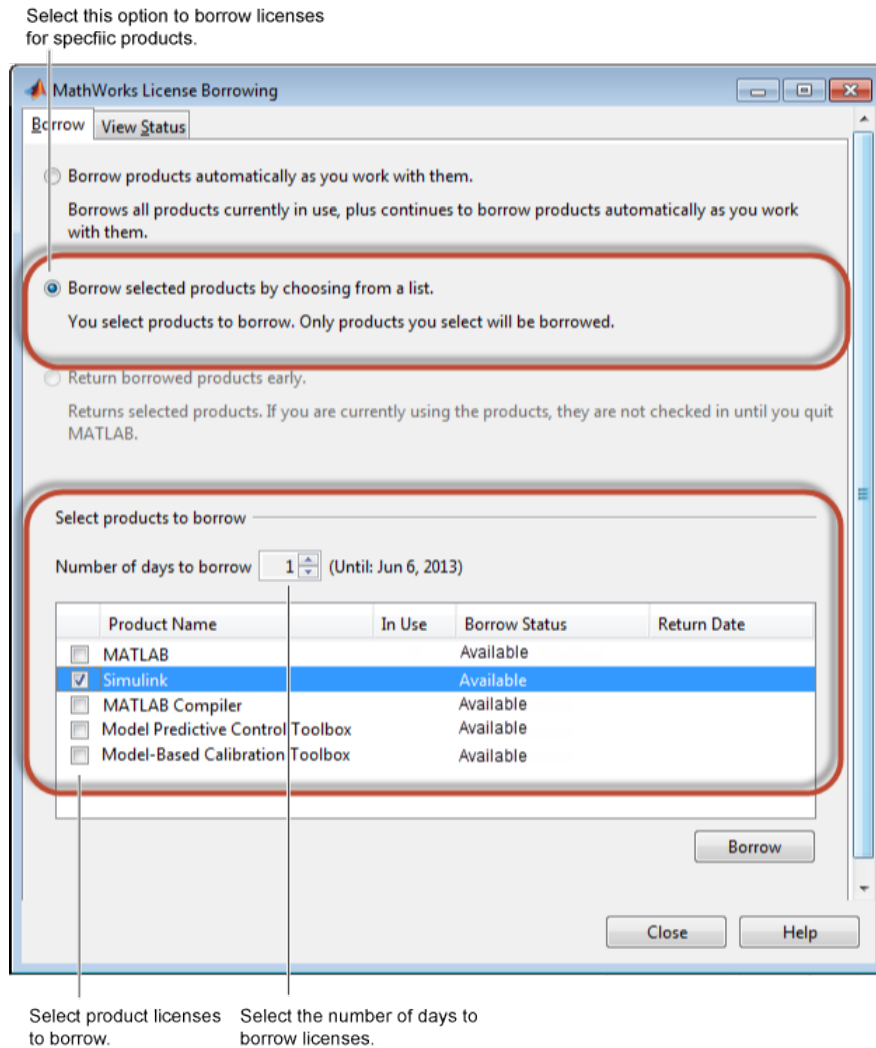 Select this option to borrow licenses
for specfiic products.
MathWorks License Borrowing
Borrow View Status
Borrow products automatically as you work with them.
Borrows all products currently in use, plus continues to borrow products automatically as you work
with them.
Borrow selected products by choosing from a list.
You select products to borrow. Only products you select will be borrowed.
Return borrowed products early.
Returns selected products. If you are currently using the products, they are not checked in until you quit
MATLAB.
Select products to borrow
Number of days to borrow 1 (Until: Jun 6, 2013)
Product Name In Use Borrow Status Return Date
MATLAB Available
Simulink Available
MATLAB Compiler Available
Model Predictive Control Toolbox Available
Model-Based Calibration Toolbox Available
Borrow
Close Help
Select product licenses
to borrow.
Select the number of days to
borrow licenses.